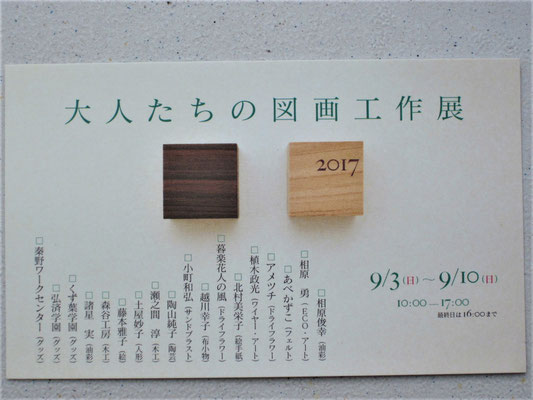 大人たちの図画工作展
2017
9/3(日)〜9/10(日)
10:00—17:00
最終日は16:00まで
□相原俊幸(油彩)
□相原 勇(ECO・アート)
□あべかずこ(フェルト)
□アメツチ(ドライフラワー)
□植木政光(ワイヤー・アート)
□北村美栄子(絵手紙)
□暮楽花人の風(ドライフラワー)
□越川幸子(布小物)
□小町和弘(サンドブラスト)
□陶山純子(陶芸)
□瀬之間 淳(木工)
□土屋妙子(人形)
□藤本雅子(絵)
□森谷工房(木工)
□諸星 実(油彩)
□くず葉学園(グッズ)
□弘済学園(グッズ)
□秦野ワークセンター(グッズ)